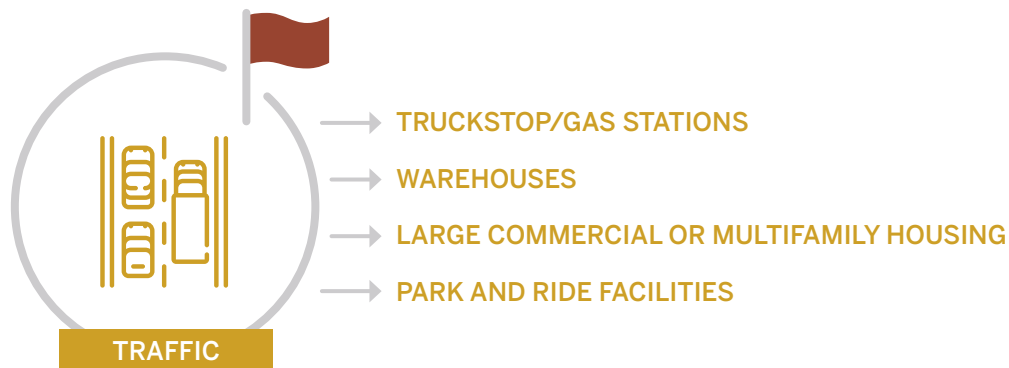 TRUCKSTOP/GAS STATIONS
WAREHOUSES
LARGE COMMERCIAL OR MULTIFAMILY HOUSING
PARK AND RIDE FACILITIES
TRAFFIC